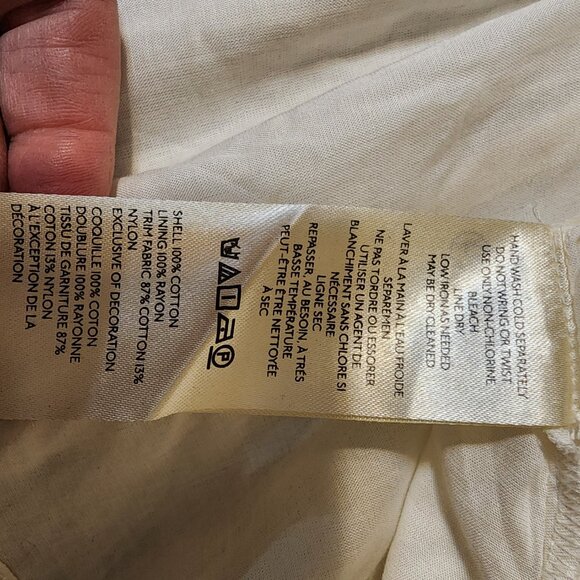 HAND WASH COLD SEPARATELY
DO NOT WRING OR TWIST
USE ONLY NON-CHLORINE
BLEACH
LINE DRY
LOW IRON AS NEEDED
MAY BE DRY CLEANED
LAVER À LA MAIN AL'EAU FROIDE
SÉPARÉMEN
NE PAS TORDRE OU ESSORER
UTILISER UN AGENT DE
BLANCHIMENT SANS CHLORE SI
NÉCESSAIRE
LIGNE SEC
REPASSER, AU BESOIN, À TRÈS
BASSE TEMPÉRATURE
PEUT-ÊTRE ÊTRE NETTOYÉE
À SEC
P
SHELL 100% COTTON
LINING 100% RAYON
TRIM FABRIC 87% COTTON 13%
NYLON
EXCLUSIVE OF DECORATION
COQUILLE 100% COTON
DOUBLURE 100% RAYONNE
TISSU DE GARNITURE 87%
COTON 13% NYLON
À L'EXCEPTION DE LA
DÉCORATION